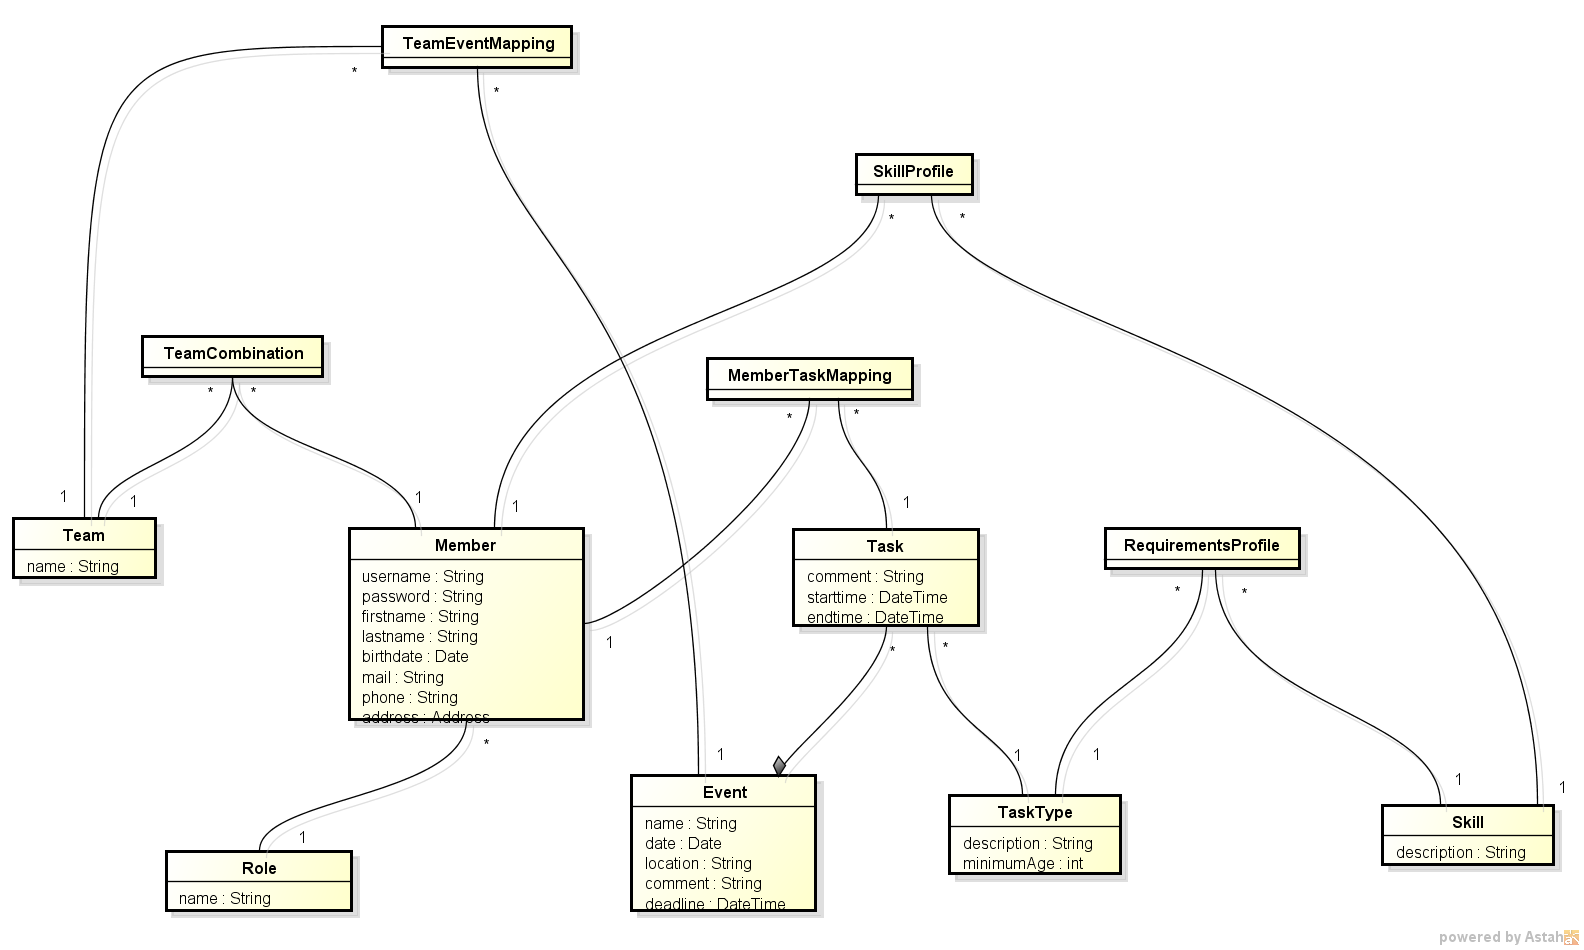 TeamEventMapping
*
*
SkillProfile
*
*
TeamCombination
*
*
MemberTaskMapping
*
*
1
1
1
1
1
Team
name : String
Member
username : String
password : String
firstname : String
lastname : String
birthdate : Date
mail : String
phone : String
address : Address
1
*
Task
comment : String
starttime : DateTime
endtime : DateTime
*
*
RequirementsProfile
*
*
1
1
1
1
1
1
Role
name : String
Event
name : String
date : Date
location : String
comment : String
deadline : DateTime
TaskType
description : String
minimumAge : int
Skill
description : String
powered by Astah